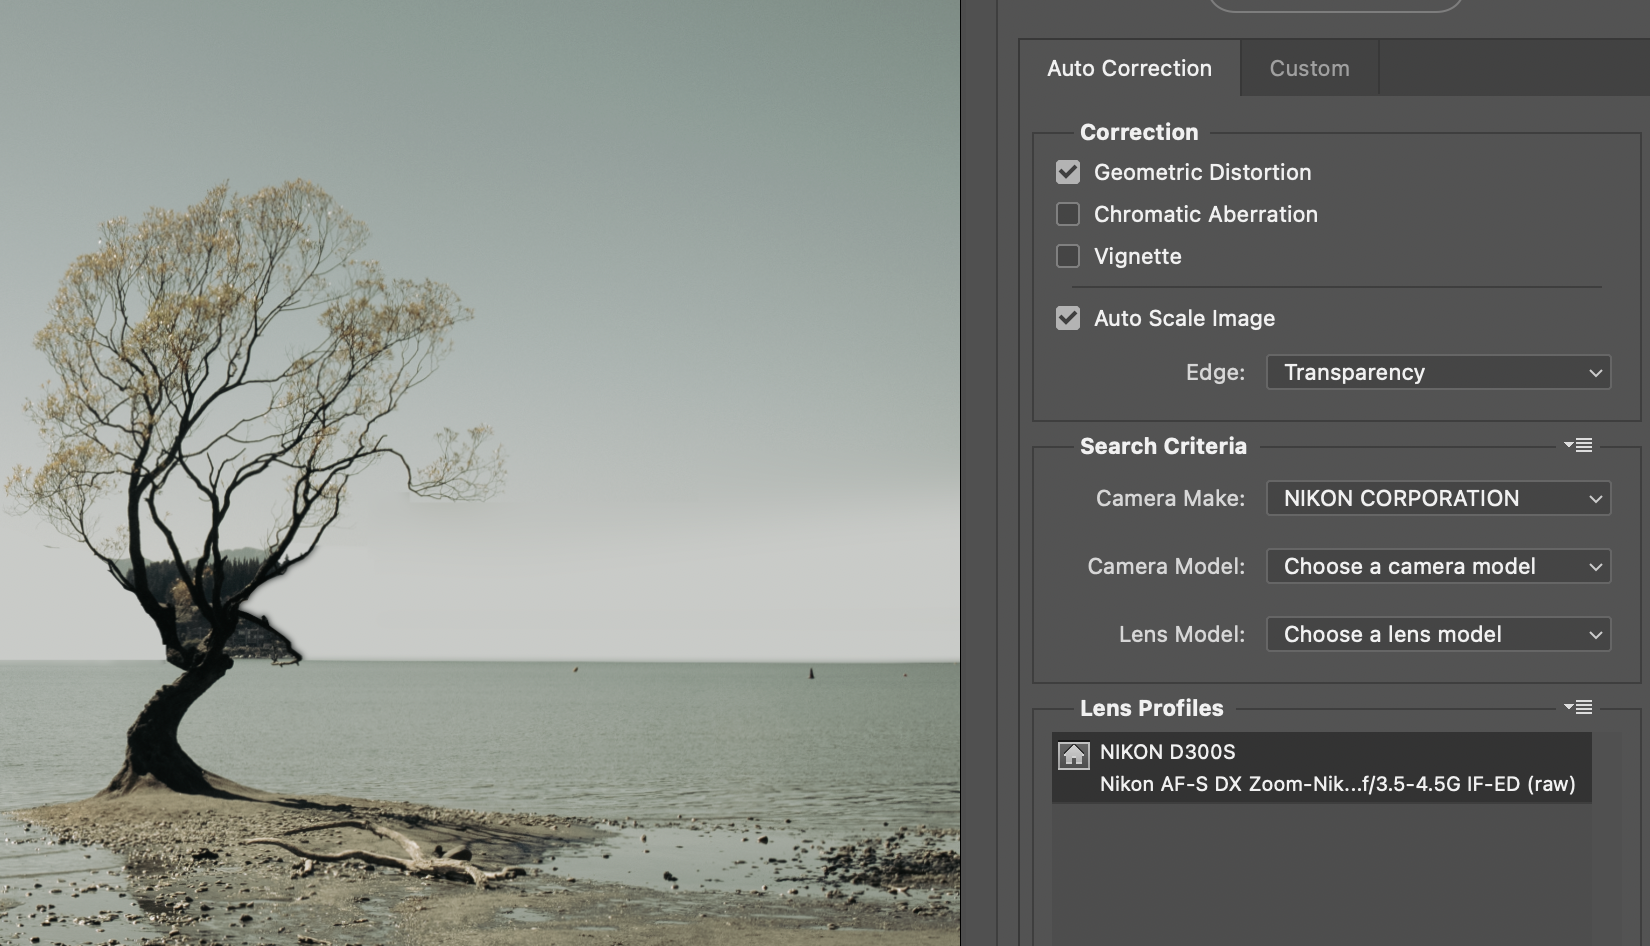 Auto Correction
Custom
Correction
Geometric Distortion
Chromatic Aberration
Vignette
Auto Scale Image
Edge: Transparency
Search Criteria
Camera Make: NIKON CORPORATION
Camera Model: Choose a camera model
Lens Model: Choose a lens model
Lens Profiles
NIKON D300S
Nikon AF-S DX Zoom-Nik...f/3.5-4.5G IF-ED (raw)